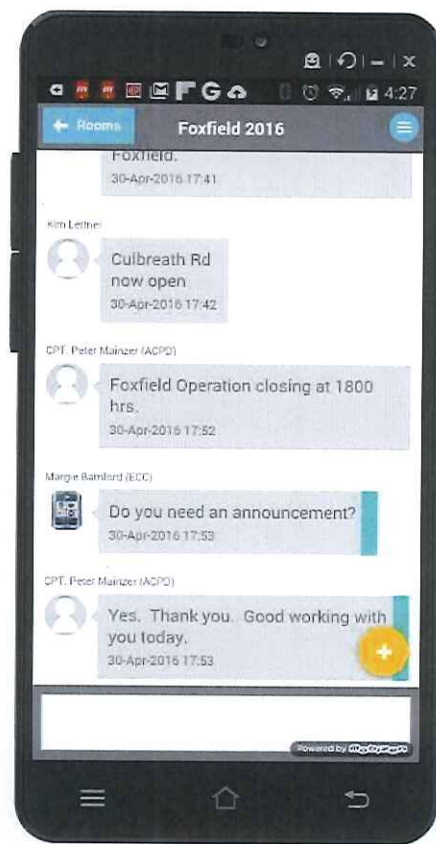 4:27
Rooms
Foxfield 2016
Foxfield.
30-Apr-2016 17:41
Kim Lettner
Culbreath Rd
now open
30-Apr-2016 17:42
CPT. Peter Mainzer (ACPD)
Foxfield Operation closing at 1800
hrs.
30-Apr-2016 17:52
Margie Bamford (ECC)
Do you need an announcement?
30-Apr-2016 17:53
CPT. Peter Mainzer (ACPD)
Yes. Thank you. Good working with
you today.
30-Apr-2016 17:53
Powered by